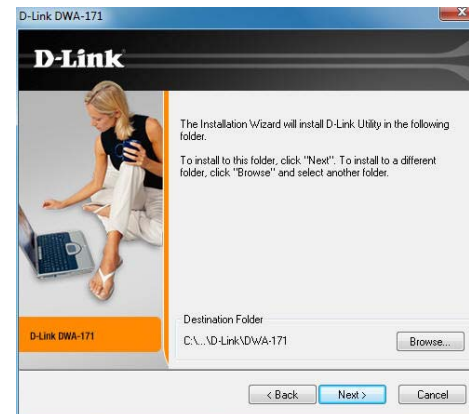 D-Link DWA-171
D-Link
The Installation Wizard will install D-Link Utility in the following
folder.
To install to this folder, click "Next". To install to a different
folder, click "Browse" and select another folder.
Destination Folder
D-Link DWA-171
C:\...\D-Link\DWA-171
Browse...
< Back
Next >
Cancel